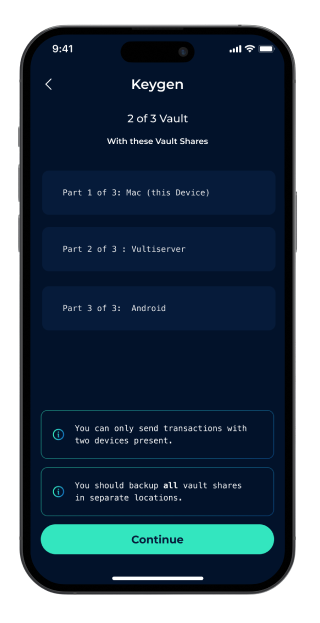 9:41
Keygen
2 of 3 Vault
With these Vault Shares
Part 1 of 3: Mac (this Device)
Part 2 of 3 : Vultiserver
Part 3 of 3:  Android
You can only send transactions with
two devices present.
You should backup all vault shares
in separate locations.
Continue